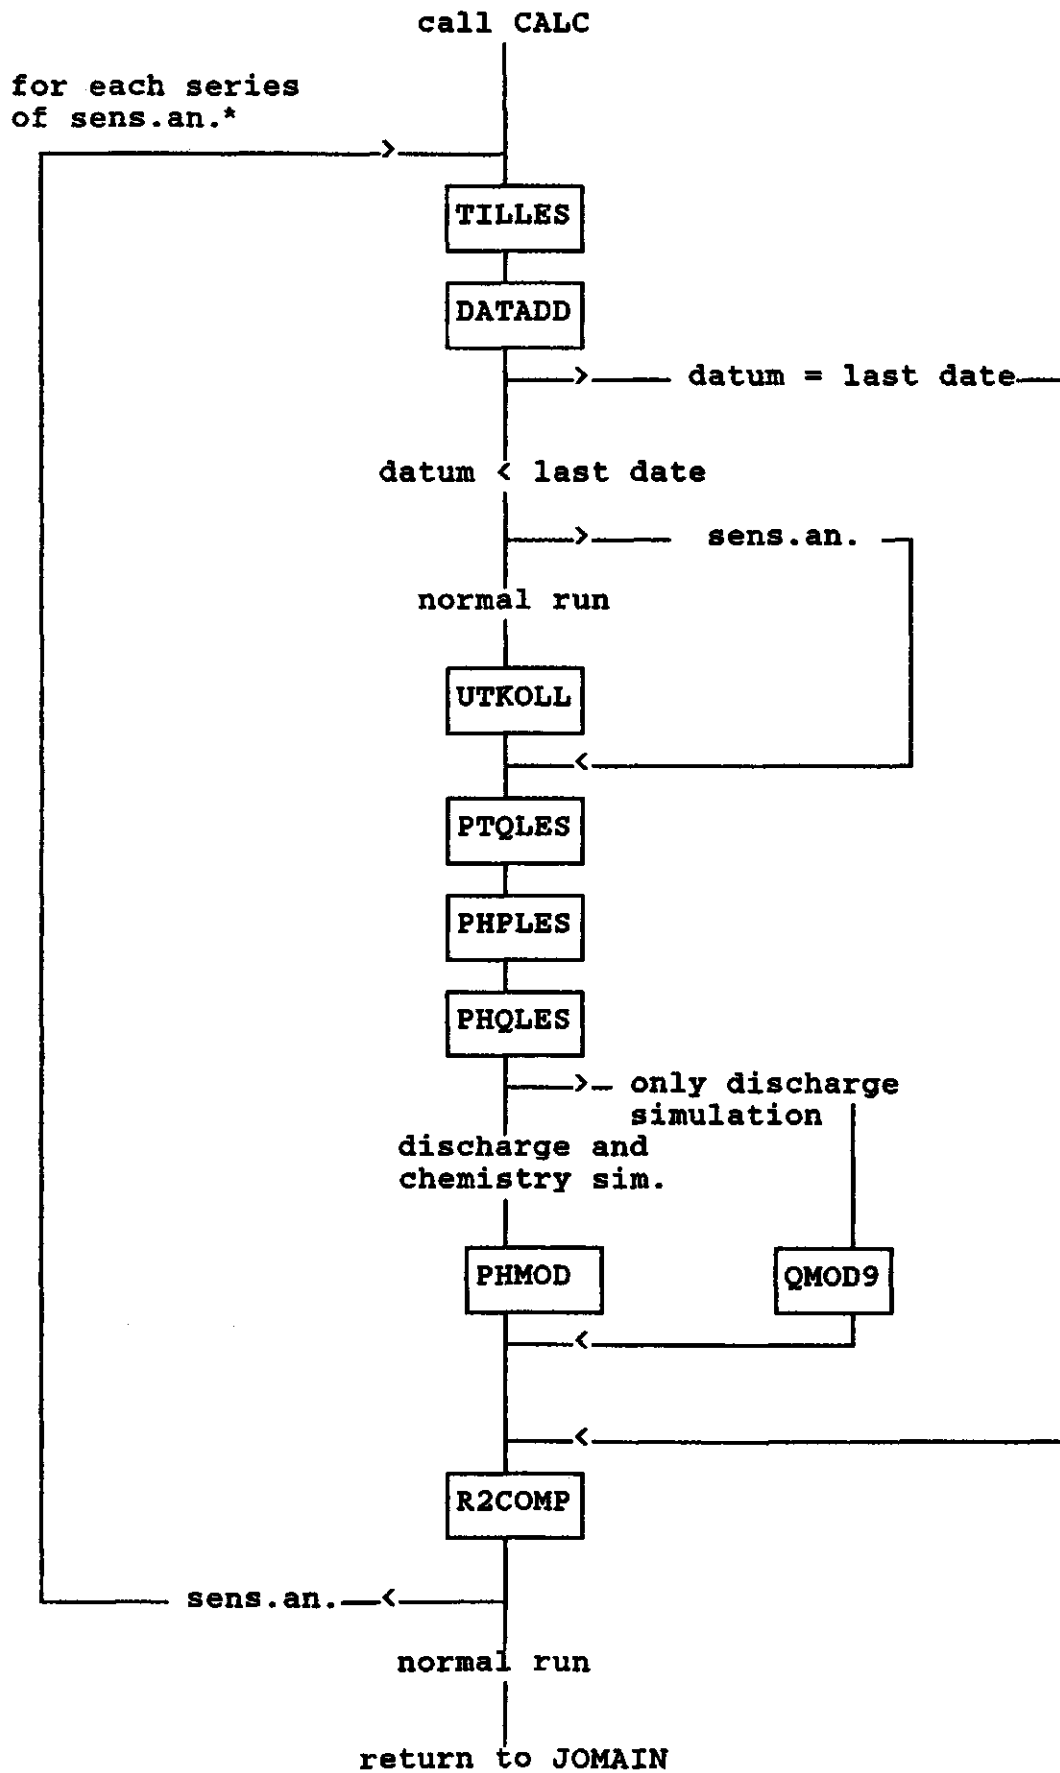 call CALC
for each series
of sens.an.*
>
TILLES
DATADD
> datum = last date
datum < last date
> sens.an.
normal run
UTKOLL
<
PTQLES
PHPLES
PHQLES
> only discharge
simulation
discharge and
chemistry sim.
PHMOD
QMOD9
<
<
R2COMP
sens.an. <
normal run
return to JOMAIN